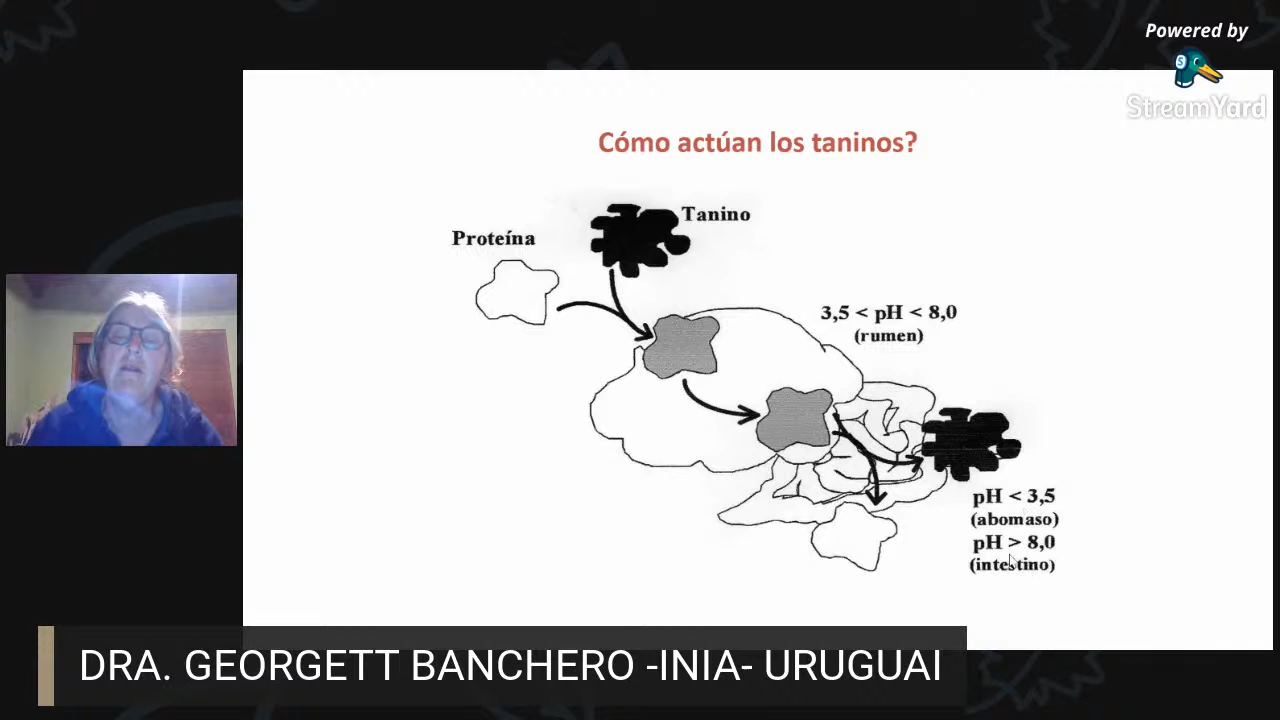 Powered by
StreamYard
Cómo actúan los taninos?
Tanino
Proteína
3,5 < pH < 8,0
(rumen)
pH < 3,5
(abomaso)
pH > 8,0
(intestino)
DRA. GEORGETT BANCHERO -INIA- URUGUAI